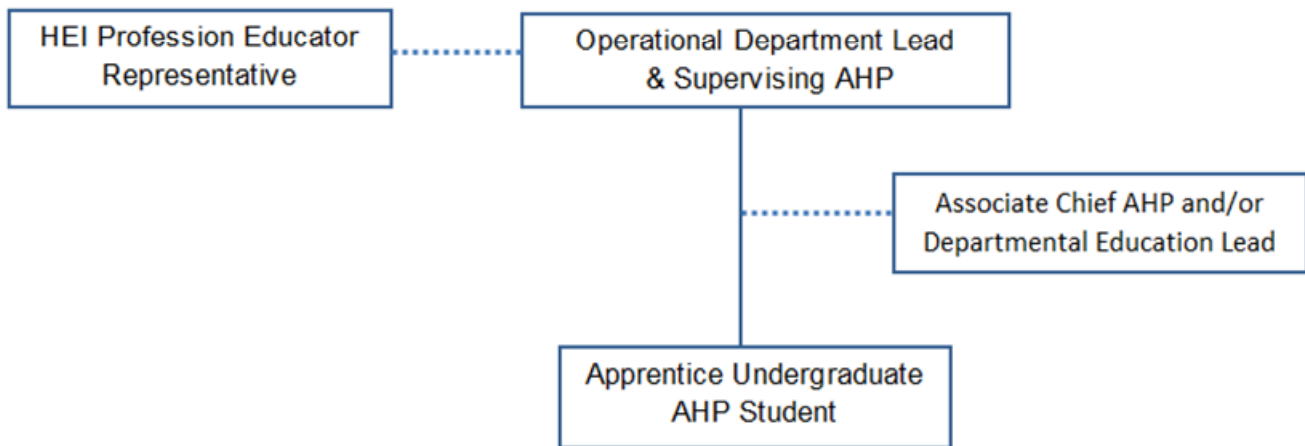 HEI Profession Educator
Representative
Operational Department Lead
& Supervising AHP
Associate Chief AHP and/or
Departmental Education Lead
Apprentice Undergraduate
AHP Student